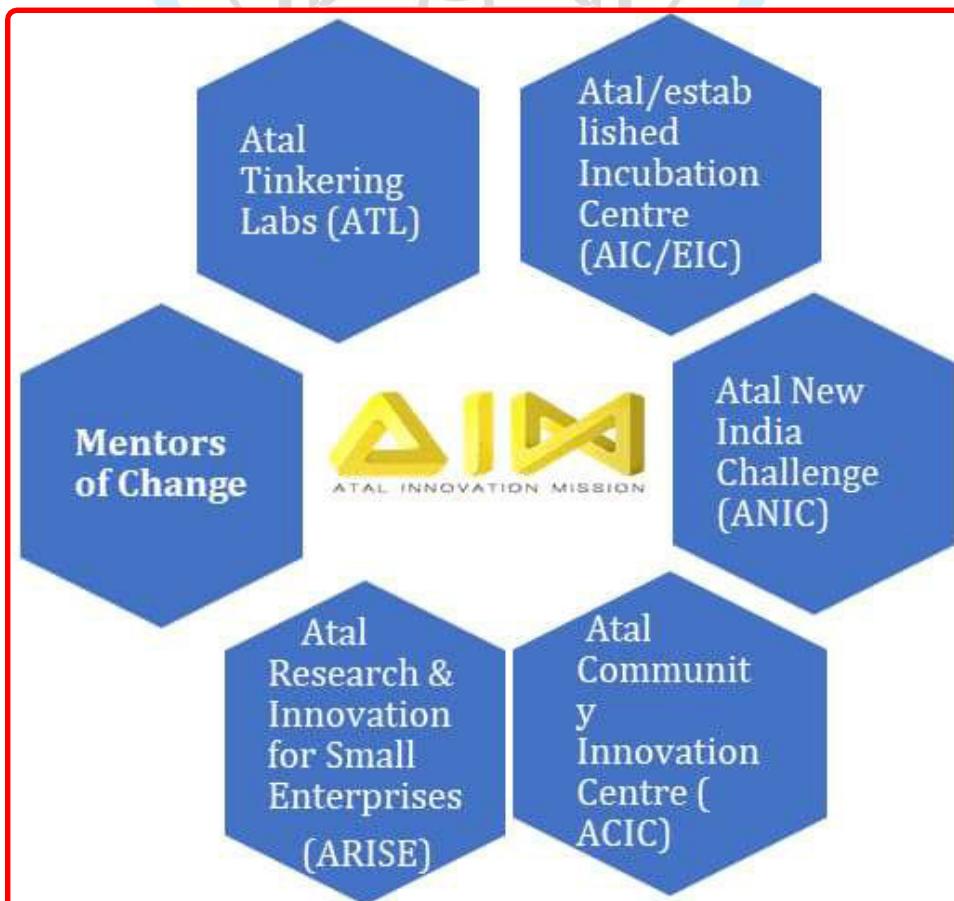 Atal
Tinkering
Labs (ATL)
Atal/estab
lished
Incubation
Centre
(AIC/EIC)
Mentors
of Change
AIM
ATAL INNOVATION MISSION
Atal New
India
Challenge
(ANIC)
Atal
Research &
Innovation
for Small
Enterprises
(ARISE)
Atal
Communit
y
Innovation
Centre (
ACIC)